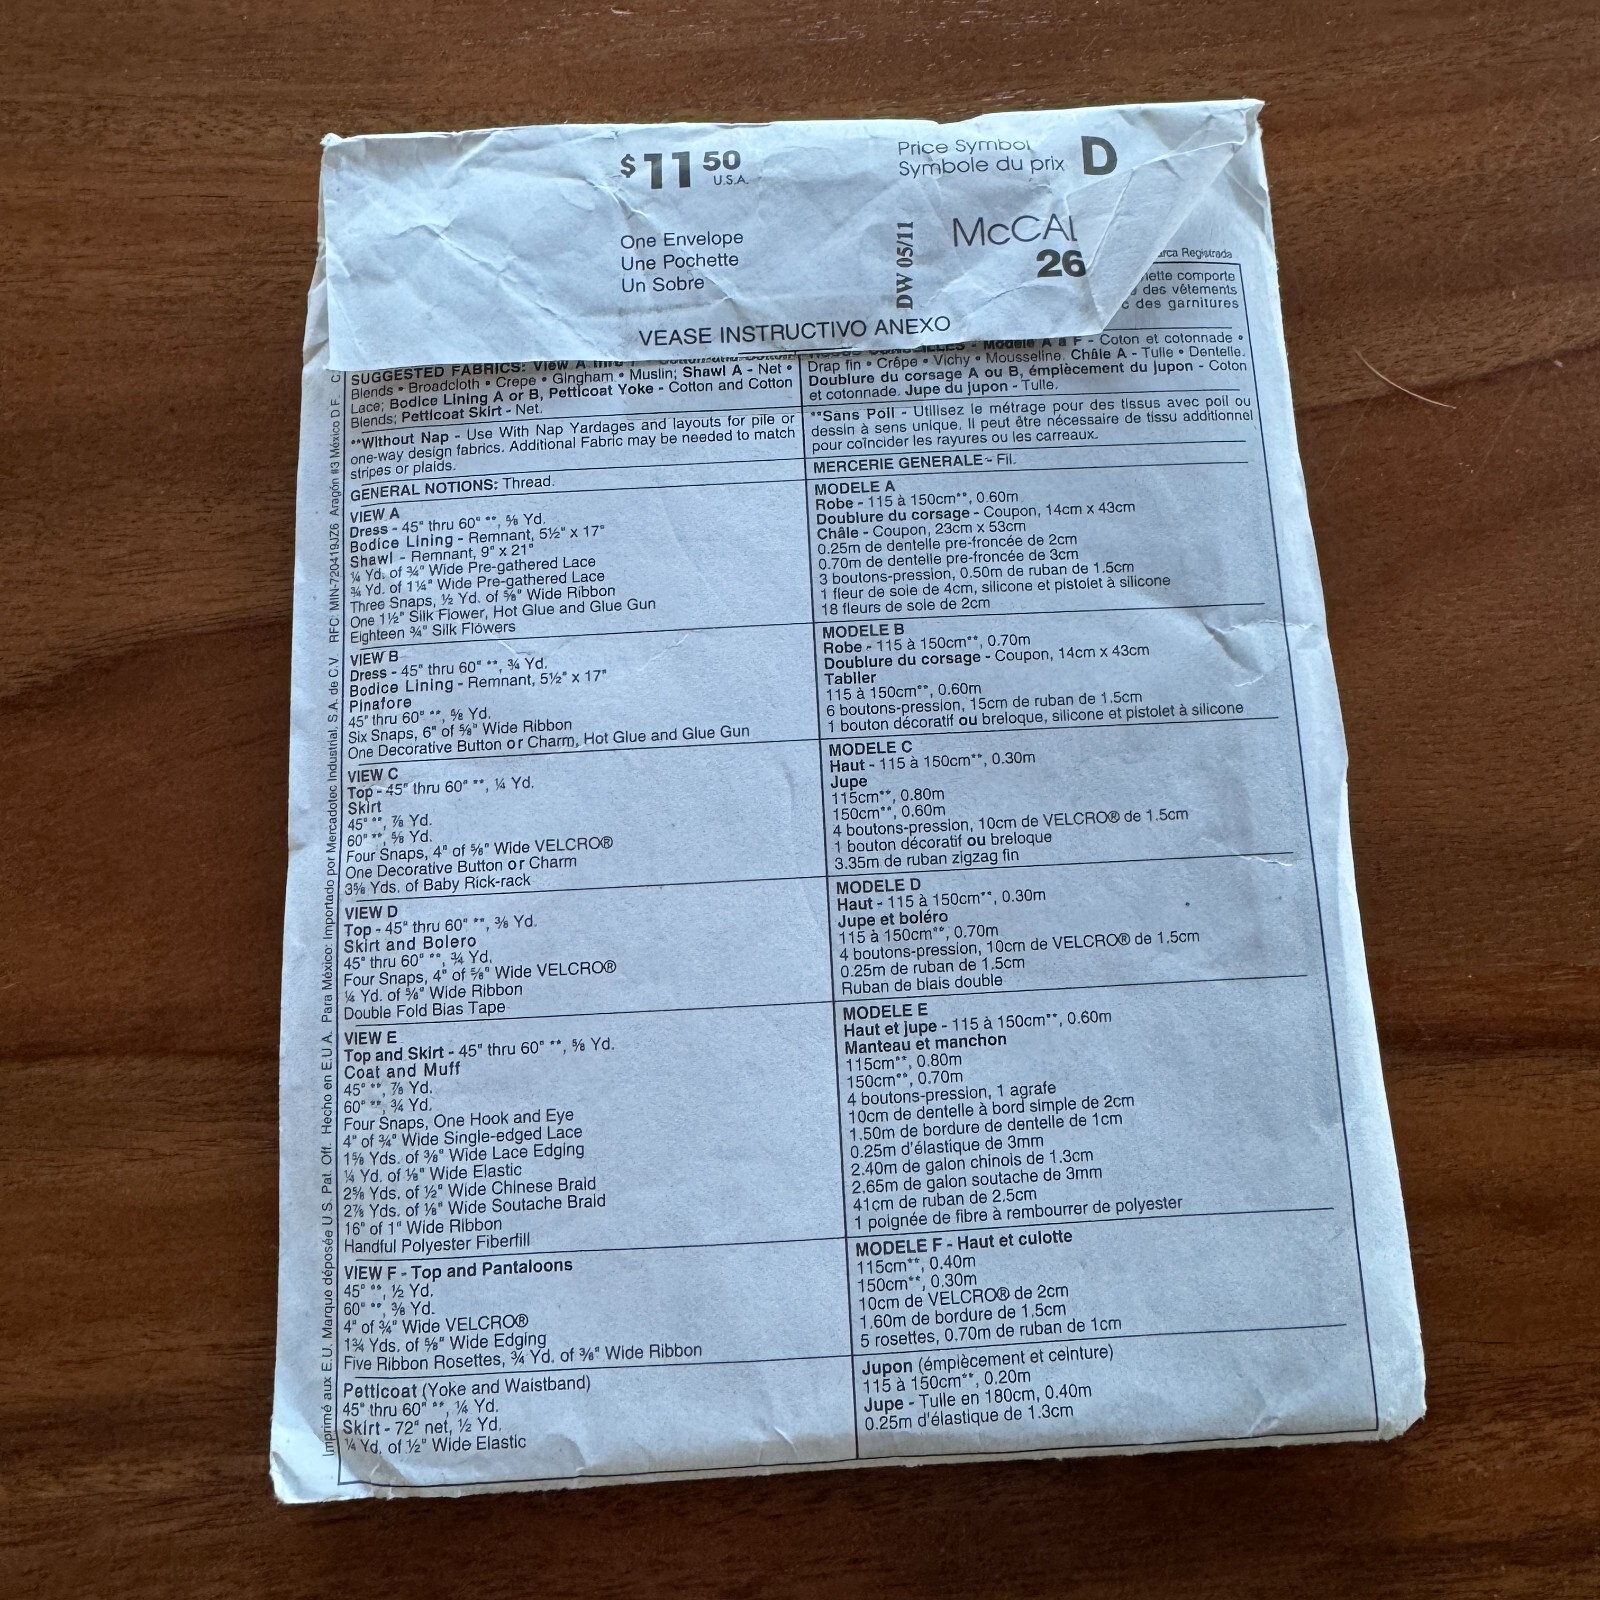 $11 50
U.S.A.
Price Symbol
Symbole du prix D
One Envelope
Une Pochette
Un Sobre
DW 05/11
McCAL
26
VEASE INSTRUCTIVO ANEXO
arca Registrada
comporte
des vêtements
des garnitures
SUGGESTED FABRICS: View A thru
Blends • Broadcloth • Crepe • Gingham • Muslin; Shawl A - Net •
Lace; Bodice Lining A or B, Petticoat Yoke - Cotton and Cotton
Blends; Petticoat Skirt - Net.
**Without Nap - Use With Nap Yardages and layouts for pile or
one-way design fabrics. Additional Fabric may be needed to match
stripes or plaids.
GENERAL NOTIONS: Thread.
VIEW A
Dress - 45" thru 60" **, ⅝ Yd.
Bodice Lining - Remnant, 5½" x 17"
Shawl - Remnant, 9" x 21"
¼ Yd. of ¾" Wide Pre-gathered Lace
¾ Yd. of 1¼" Wide Pre-gathered Lace
Three Snaps, ½ Yd. of ⅝" Wide Ribbon
One 1½" Silk Flower, Hot Glue and Glue Gun
Eighteen ¾" Silk Flowers
VIEW B
Dress - 45" thru 60" **, ¾ Yd.
Bodice Lining - Remnant, 5½" x 17"
Pinafore
45" thru 60" **, ⅝ Yd.
Six Snaps, 6" of ⅝" Wide Ribbon
One Decorative Button or Charm, Hot Glue and Glue Gun
VIEW C
Top - 45" thru 60" **, ¼ Yd.
Skirt
45" **, ⅞ Yd.
60" **, ⅝ Yd.
Four Snaps, 4" of ⅝" Wide VELCRO®
One Decorative Button or Charm
3⅝ Yds. of Baby Rick-rack
VIEW D
Top - 45" thru 60" **, ⅜ Yd.
Skirt and Bolero
45" thru 60" **, ¾ Yd.
Four Snaps, 4" of ⅝" Wide VELCRO®
¼ Yd. of ⅝" Wide Ribbon
Double Fold Bias Tape
VIEW E
Top and Skirt - 45" thru 60" **, ⅝ Yd.
Coat and Muff
45" **, ⅞ Yd.
60" **, ¾ Yd.
Four Snaps, One Hook and Eye
4" of ¾" Wide Single-edged Lace
1⅝ Yds. of ⅜" Wide Lace Edging
¼ Yd. of ⅛" Wide Elastic
2⅝ Yds. of ½" Wide Chinese Braid
2⅞ Yds. of ⅛" Wide Soutache Braid
16" of 1" Wide Ribbon
Handful Polyester Fiberfill
VIEW F - Top and Pantaloons
45" **, ½ Yd.
60" **, ⅜ Yd.
4" of ¾" Wide VELCRO®
1¾ Yds. of ⅝" Wide Edging
Five Ribbon Rosettes, ¾ Yd. of ⅜" Wide Ribbon
Petticoat (Yoke and Waistband)
45" thru 60" **, ¼ Yd.
Skirt - 72" net, ½ Yd.
¼ Yd. of ½" Wide Elastic
Modèle A à F - Coton et cotonnade •
Drap fin • Crêpe • Vichy • Mousseline. Châle A - Tulle • Dentelle.
Doublure du corsage A ou B, émplècement du jupon - Coton
et cotonnade. Jupe du jupon - Tulle.
**Sans Poil - Utilisez le métrage pour des tissus avec poil ou
dessin à sens unique. Il peut être nécessaire de tissu additionnel
pour coîncider les rayures ou les carreaux.
MERCERIE GENERALE - Fil.
MODELE A
Robe - 115 à 150cm**, 0.60m
Doublure du corsage - Coupon, 14cm x 43cm
Châle - Coupon, 23cm x 53cm
0.25m de dentelle pre-froncée de 2cm
0.70m de dentelle pre-froncée de 3cm
3 boutons-pression, 0.50m de ruban de 1.5cm
1 fleur de soie de 4cm, silicone et pistolet à silicone
18 fleurs de soie de 2cm
MODELE B
Robe - 115 à 150cm**, 0.70m
Doublure du corsage - Coupon, 14cm x 43cm
Tablier
115 à 150cm**, 0.60m
6 boutons-pression, 15cm de ruban de 1.5cm
1 bouton décoratif ou breloque, silicone et pistolet à silicone
MODELE C
Haut - 115 à 150cm**, 0.30m
Jupe
115cm**, 0.80m
150cm**, 0.60m
4 boutons-pression, 10cm de VELCRO® de 1.5cm
1 bouton décoratif ou breloque
3.35m de ruban zigzag fin
MODELE D
Haut - 115 à 150cm**, 0.30m
Jupe et boléro
115 à 150cm**, 0.70m
4 boutons-pression, 10cm de VELCRO® de 1.5cm
0.25m de ruban de 1.5cm
Ruban de biais double
MODELE E
Haut et jupe - 115 à 150cm**, 0.60m
Manteau et manchon
115cm**, 0.80m
150cm**, 0.70m
4 boutons-pression, 1 agrafe
10cm de dentelle à bord simple de 2cm
1.50m de bordure de dentelle de 1cm
0.25m d'élastique de 3mm
2.40m de galon chinois de 1.3cm
2.65m de galon soutache de 3mm
41cm de ruban de 2.5cm
1 poignée de fibre à rembourrer de polyester
MODELE F - Haut et culotte
115cm**, 0.40m
150cm**, 0.30m
10cm de VELCRO® de 2cm
1.60m de bordure de 1.5cm
5 rosettes, 0.70m de ruban de 1cm
Jupon (émpiècement et ceinture)
115 à 150cm**, 0.20m
Jupe - Tulle en 180cm, 0.40m
0.25m d'élastique de 1.3cm
Imprimé aux E.U. Marque déposée U.S. Pat. Off. Hecho en E.U.A. Para México: Importado por Mercadotec Industrial, S.A. de C.V. RFC MIN-720419JZ6 Aragón #3 México D.F.